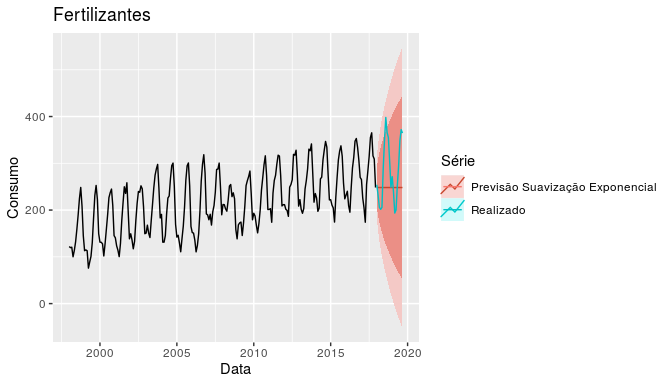 Fertilizantes
Consumo
400
200
0
2000
2005
2010
2015
2020
Data
Série
Previsão Suavização Exponencial
Realizado